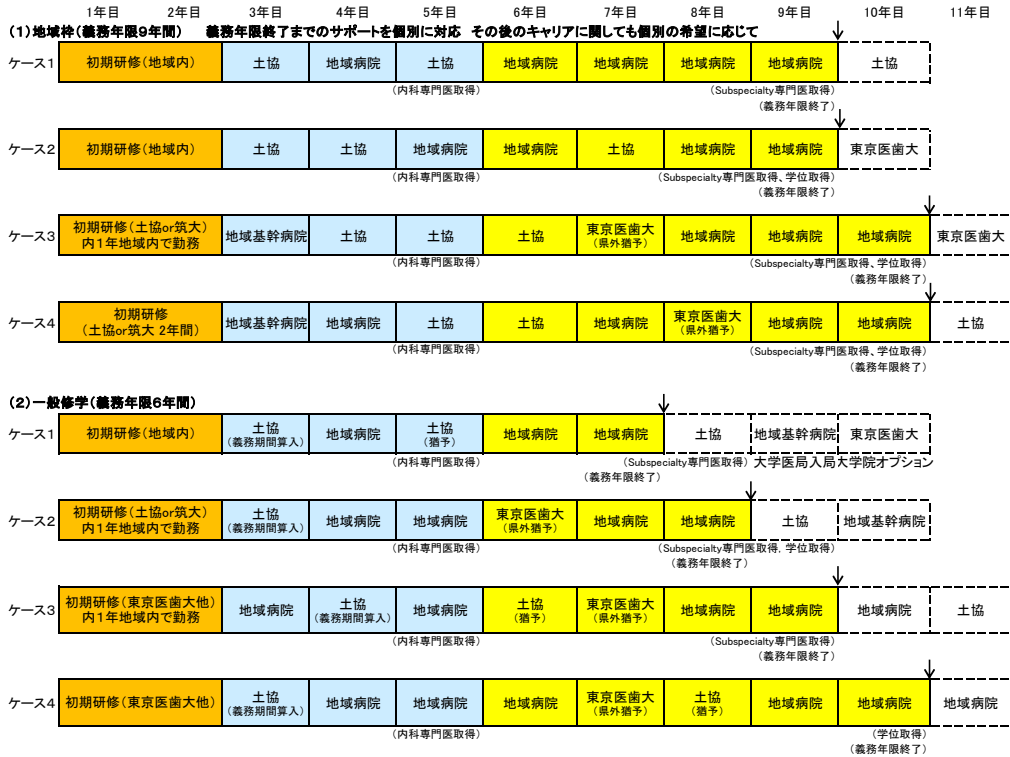 1年目 2年目 3年目 4年目 5年目 6年目 7年目 8年目 9年目 10年目 11年目
(1)地域枠(義務年限9年間) 義務年限終了までのサポートを個別に対応 その後のキャリアに関しても個別の希望に応じて
ケース1 初期研修(地域内) 土協 地域病院 土協 地域病院 地域病院 地域病院 地域病院 土協
(内科専門医取得) (Subspecialty専門医取得)
(義務年限終了)
ケース2 初期研修(地域内) 土協 土協 地域病院 地域病院 土協 地域病院 地域病院 東京医歯大
(内科専門医取得) (Subspecialty専門医取得、学位取得)
(義務年限終了)
ケース3 初期研修(土協or筑大) 地域基幹病院 土協 土協 土協 東京医歯大 地域病院 地域病院 地域病院 東京医歯大
内1年地域内で勤務 (県外猶予)
(内科専門医取得) (Subspecialty専門医取得、学位取得)
(義務年限終了)
ケース4 初期研修 地域基幹病院 地域病院 土協 土協 地域病院 東京医歯大 地域病院 地域病院 土協
(土協or筑大 2年間) (県外猶予)
(内科専門医取得) (Subspecialty専門医取得、学位取得)
(義務年限終了)
(2)一般修学(義務年限6年間)
ケース1 初期研修(地域内) 土協 地域病院 土協 地域病院 地域病院 土協 地域基幹病院 東京医歯大
(義務期間算入) (猶予)
(内科専門医取得) (Subspecialty専門医取得) 大学医局入局 大学院オプション
(義務年限終了)
ケース2 初期研修(土協or筑大) 土協 地域病院 地域病院 東京医歯大 地域病院 地域病院 土協 地域基幹病院
内1年地域内で勤務 (義務期間算入) (県外猶予)
(内科専門医取得) (Subspecialty専門医取得, 学位取得)
(義務年限終了)
ケース3 初期研修(東京医歯大他) 地域病院 土協 地域病院 土協 東京医歯大 地域病院 地域病院 地域病院 土協
内1年地域内で勤務 (義務期間算入) (猶予) (県外猶予)
(内科専門医取得) (Subspecialty専門医取得)
(義務年限終了)
ケース4 初期研修(東京医歯大他) 土協 地域病院 地域病院 地域病院 東京医歯大 土協 地域病院 地域病院 地域病院
(義務期間算入) (県外猶予) (猶予)
(内科専門医取得) (学位取得)
(義務年限終了)